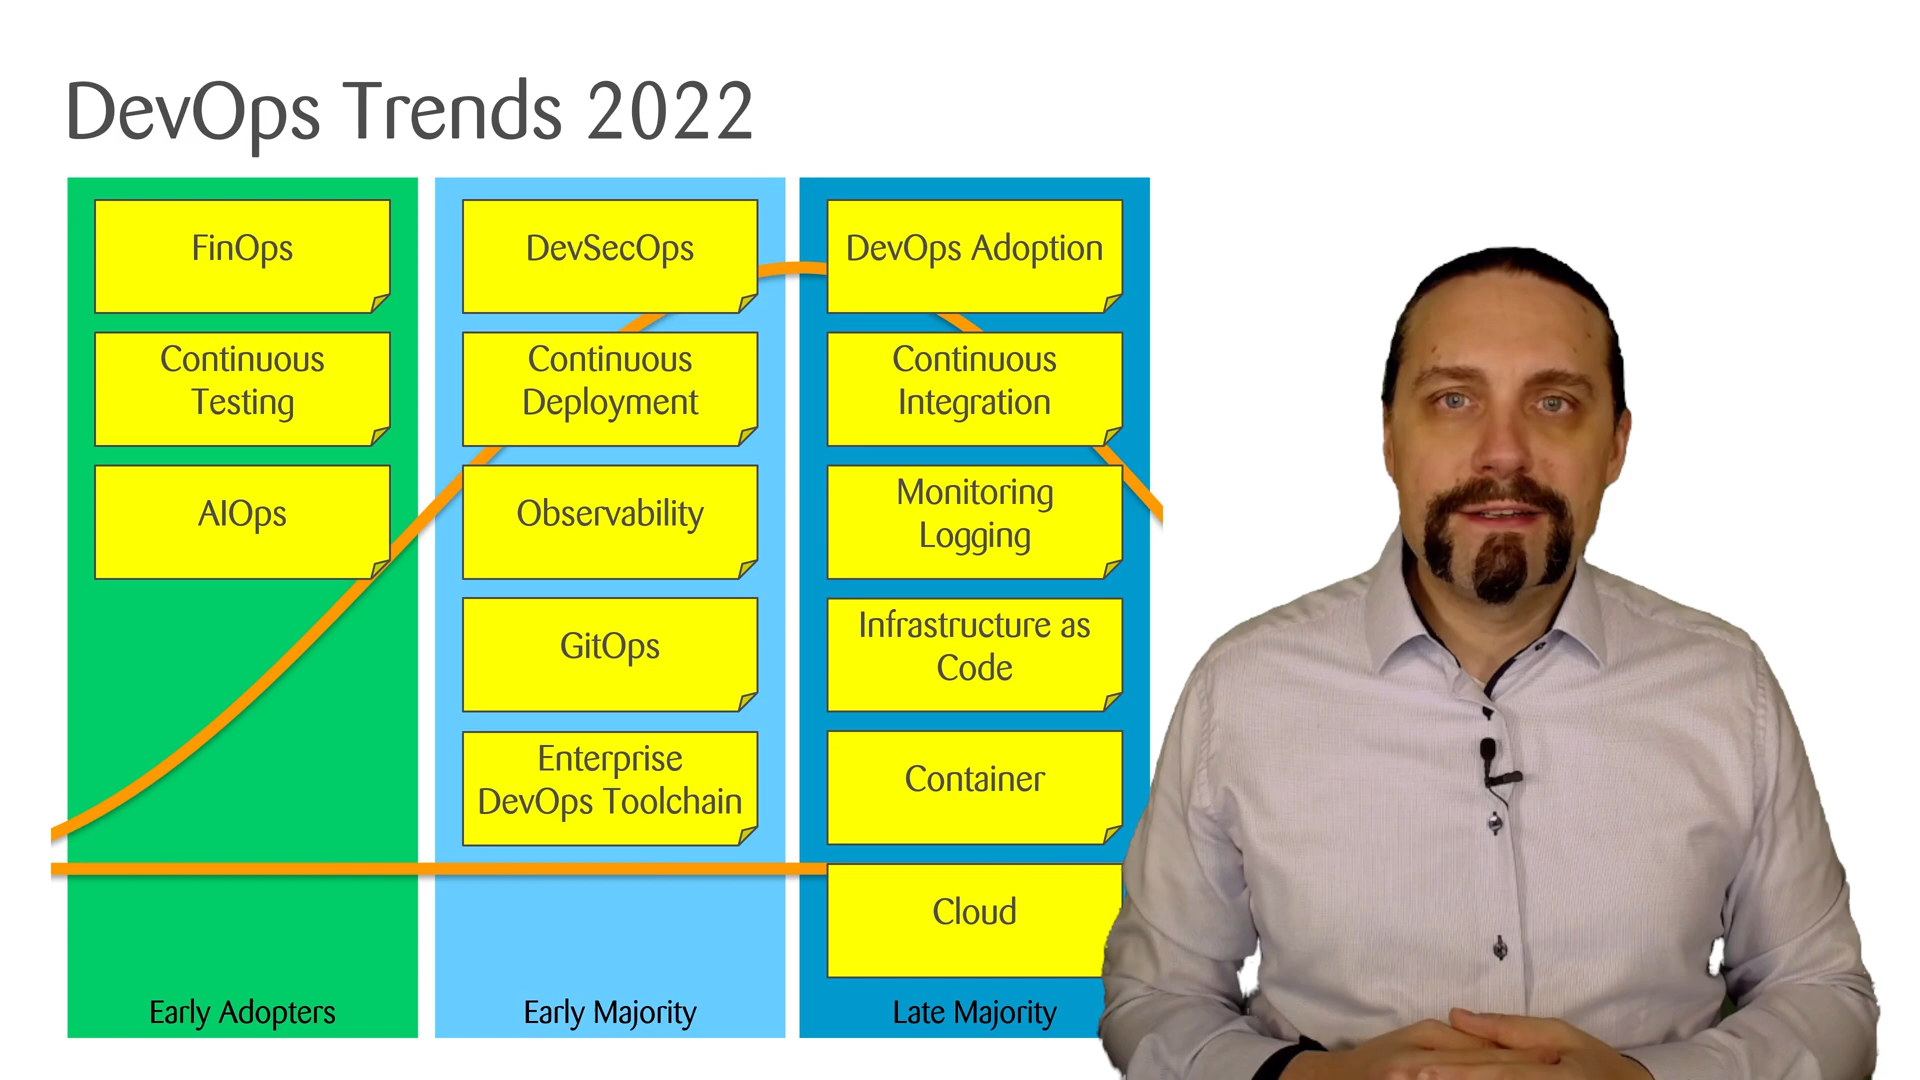 DevOps Trends 2022
FinOps
Continuous
Testing
AIOps
Early Adopters
DevSecOps
Continuous
Deployment
Observability
GitOps
Enterprise
DevOps Toolchain
Early Majority
DevOps Adoption
Continuous
Integration
Monitoring
Logging
Infrastructure as
Code
Container
Cloud
Late Majority